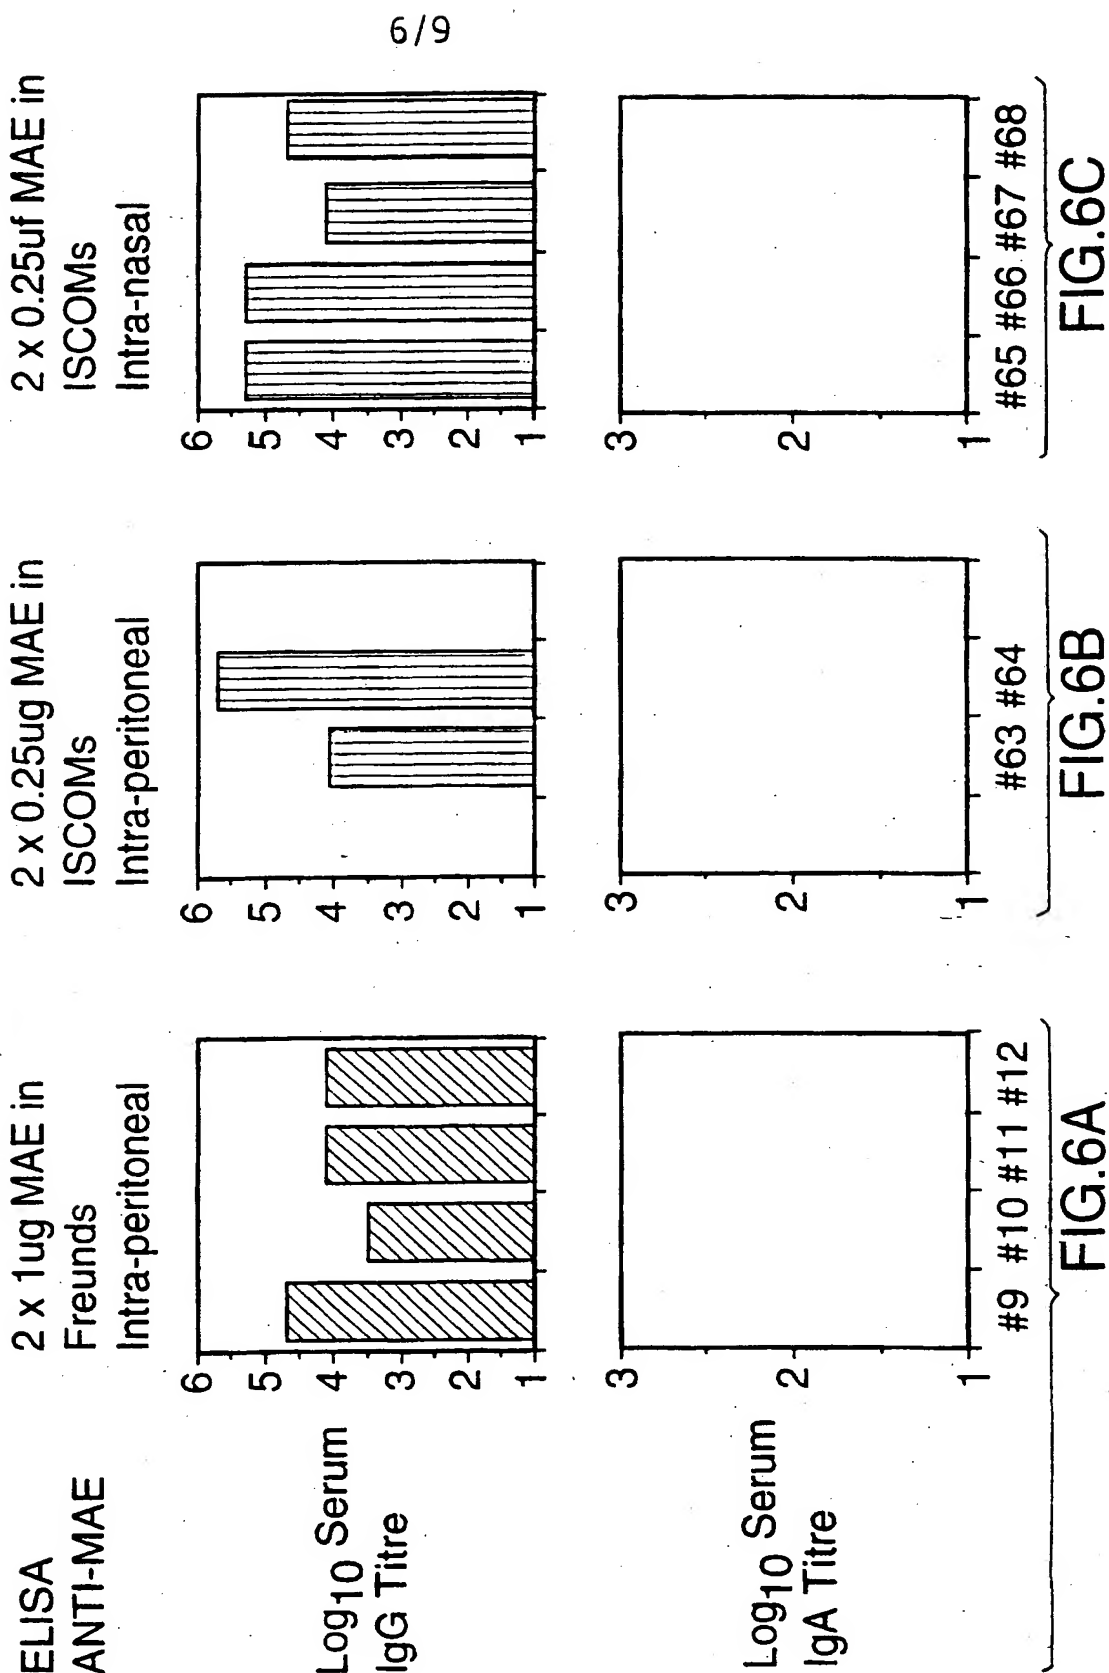 6/9
ELISA
ANTI-MAE
2 x 1ug MAE in
Freunds
Intra-peritoneal
2 x 0.25ug MAE in
ISCOMs
Intra-peritoneal
2 x 0.25uf MAE in
ISCOMs
Intra-nasal
Log10 Serum
IgG Titre
6
5
4
3
2
1
6
5
4
3
2
1
6
5
4
3
2
1
Log10 Serum
IgA Titre
3
2
1
3
2
1
3
2
1
#9 #10 #11 #12
#63 #64
#65 #66 #67 #68
FIG.6A
FIG.6B
FIG.6C